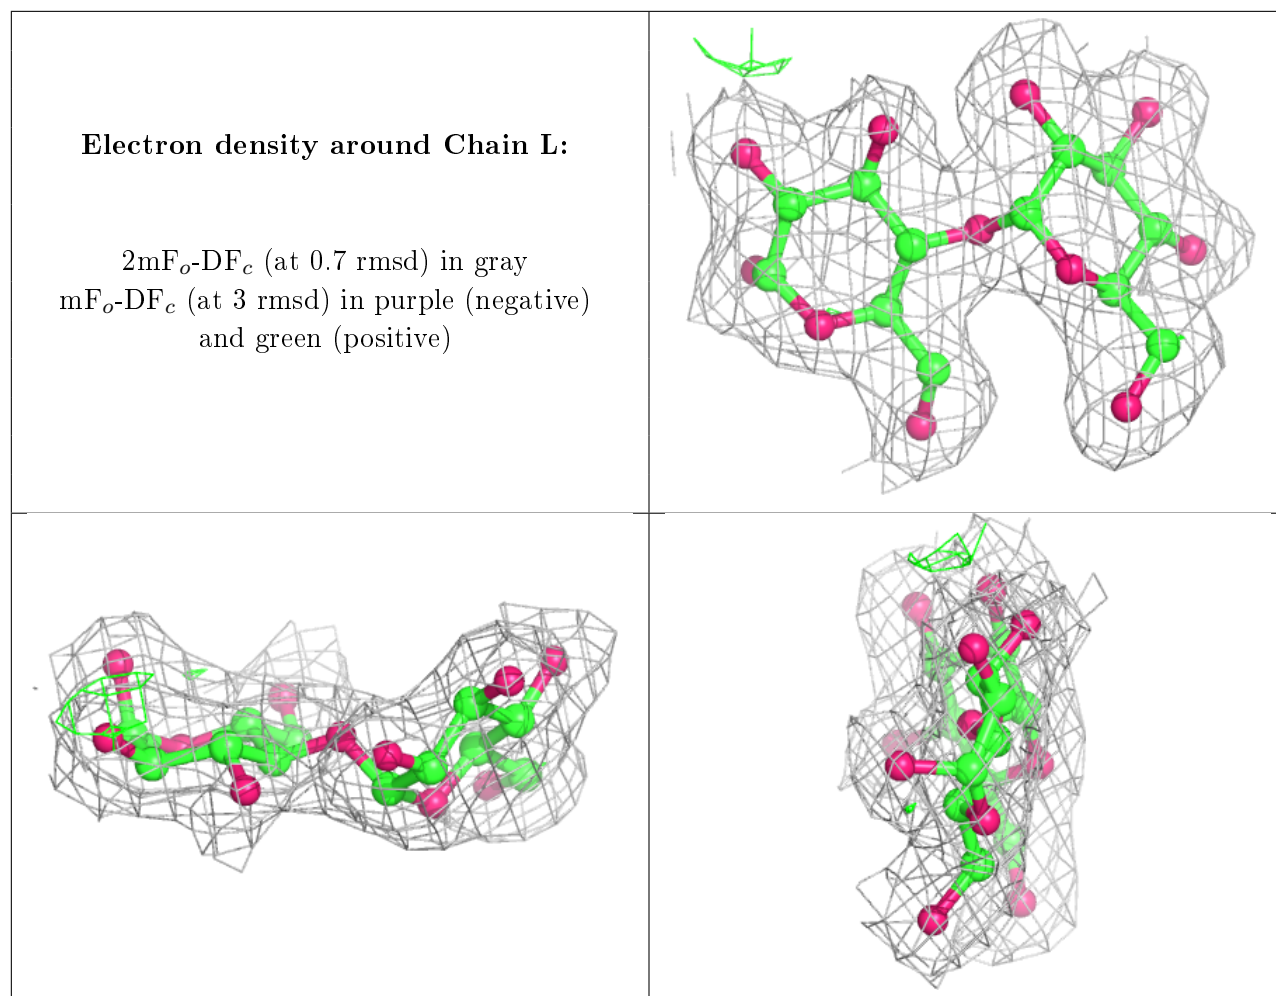 Electron density around Chain L:
2mFo-DFc (at 0.7 rmsd) in gray
mFo-DFc (at 3 rmsd) in purple (negative)
and green (positive)